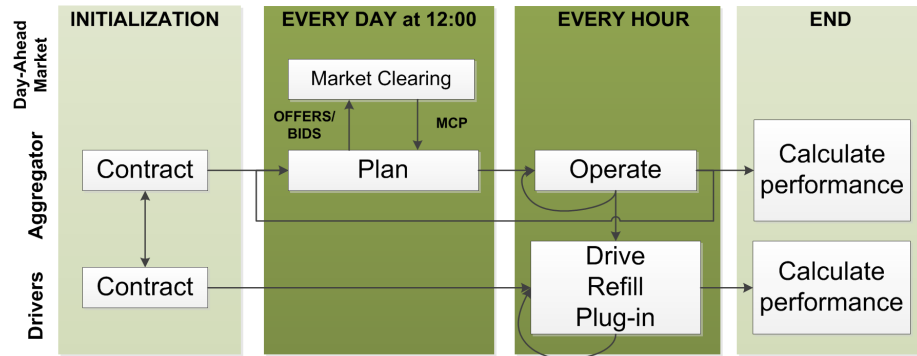 INITIALIZATION
EVERY DAY at 12:00
EVERY HOUR
END
Day-Ahead
Market
Market Clearing
OFFERS/
BIDS
MCP
Aggregator
Contract
Plan
Operate
Calculate
performance
Drivers
Contract
Drive
Refill
Plug-in
Calculate
performance